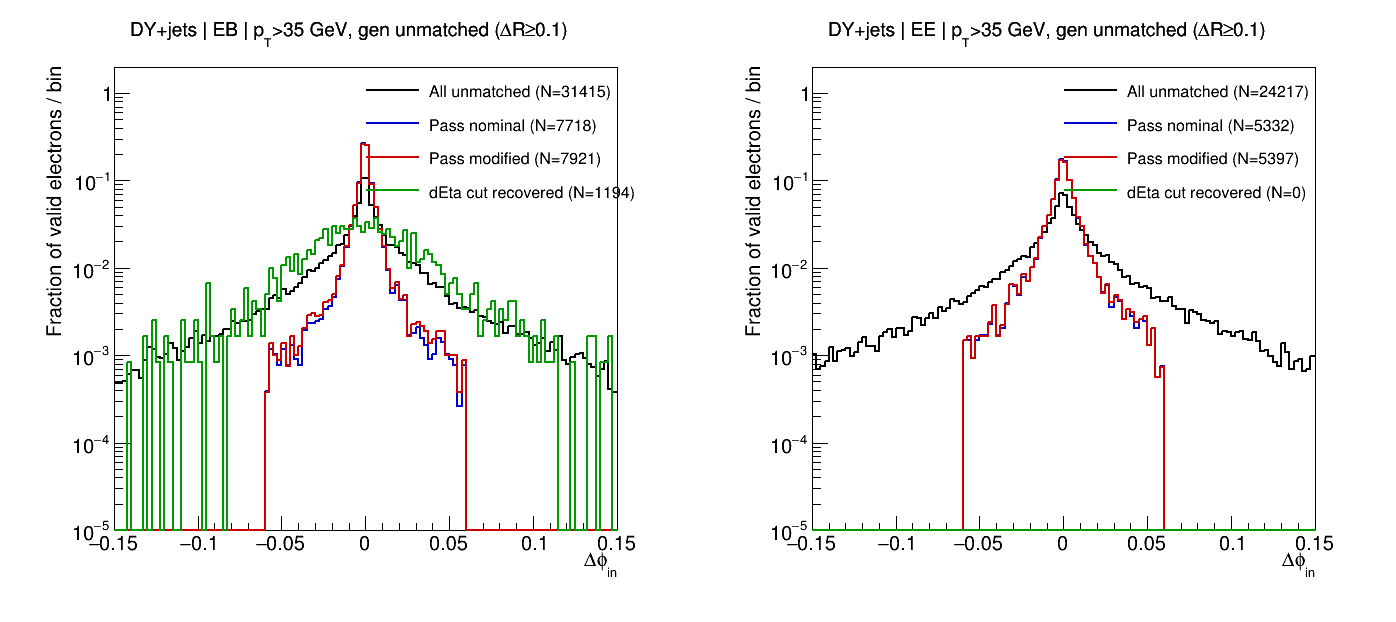 DY+jets | EB | pT>35 GeV, gen unmatched (ΔR≥0.1)
Fraction of valid electrons / bin
All unmatched (N=31415)
Pass nominal (N=7718)
Pass modified (N=7921)
dEta cut recovered (N=1194)
1
10−1
10−2
10−3
10−4
10−5
−0.15 −0.1 −0.05 0 0.05 0.1 0.15
Δϕin
DY+jets | EE | pT>35 GeV, gen unmatched (ΔR≥0.1)
Fraction of valid electrons / bin
All unmatched (N=24217)
Pass nominal (N=5332)
Pass modified (N=5397)
dEta cut recovered (N=0)
1
10−1
10−2
10−3
10−4
10−5
−0.15 −0.1 −0.05 0 0.05 0.1 0.15
Δϕin